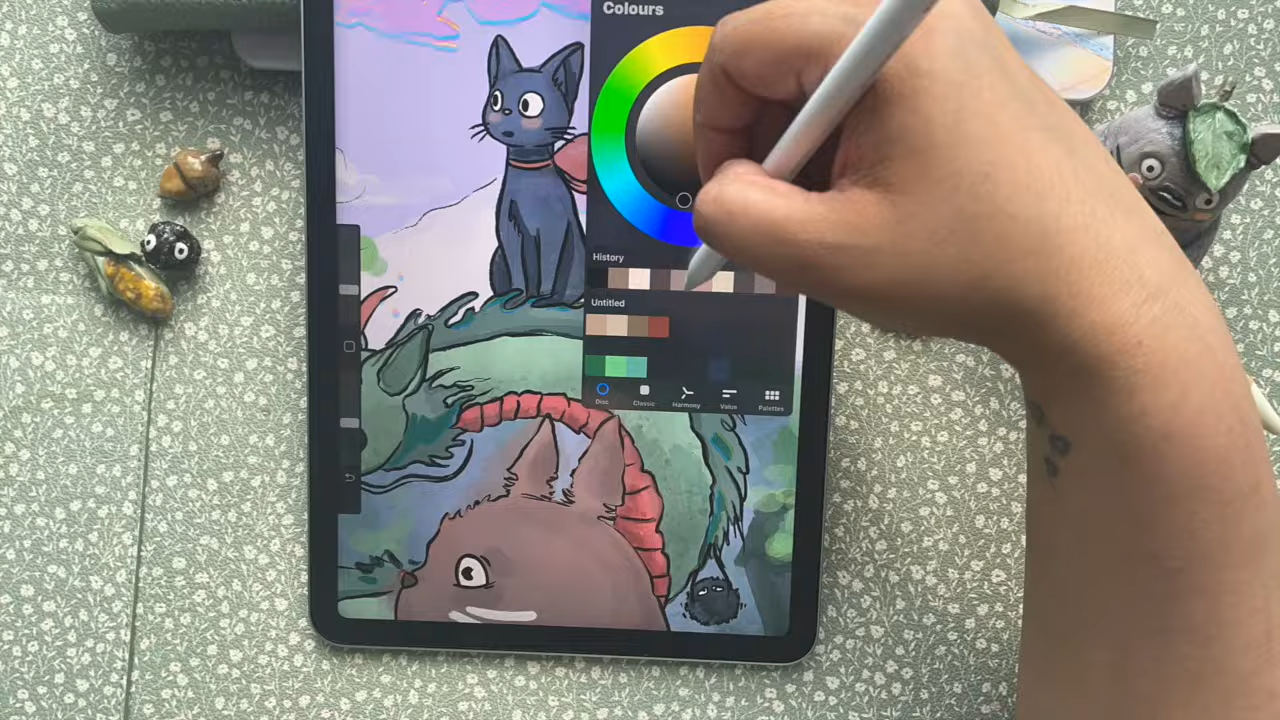 Colours
History
Untitled
Disc
Classic
Harmony
Value
Palettes